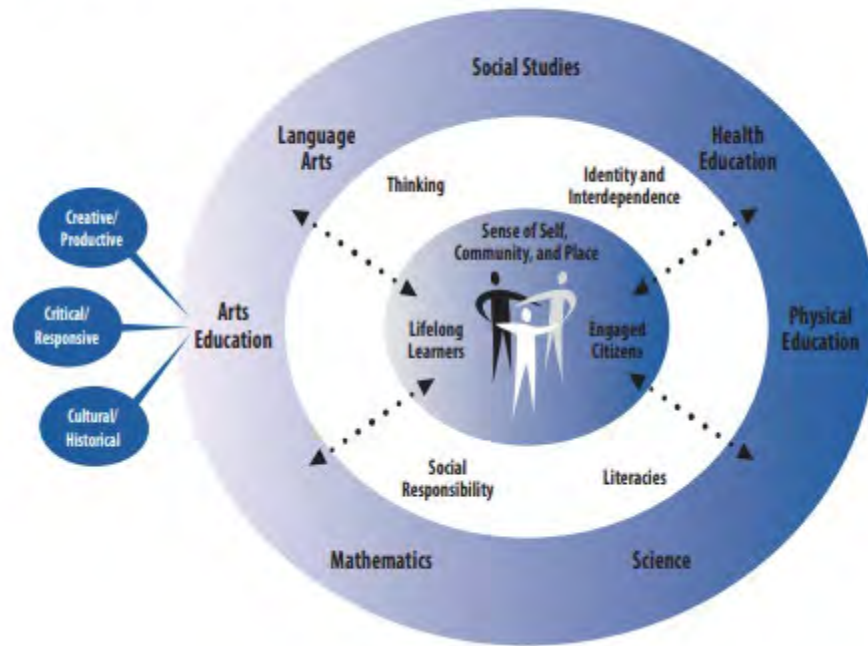 Social Studies
Language
Arts
Health
Education
Thinking
Identity and
Interdependence
Creative/
Productive
Sense of Self,
Community, and Place
Critical/
Responsive
Arts
Education
Lifelong
Learners
Engaged
Citizens
Physical
Education
Cultural/
Historical
Social
Responsibility
Literacies
Mathematics
Science